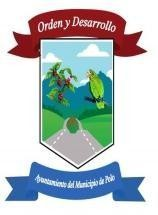 Orden y Desarrollo
Ayuntamiento del Municipio de Polo